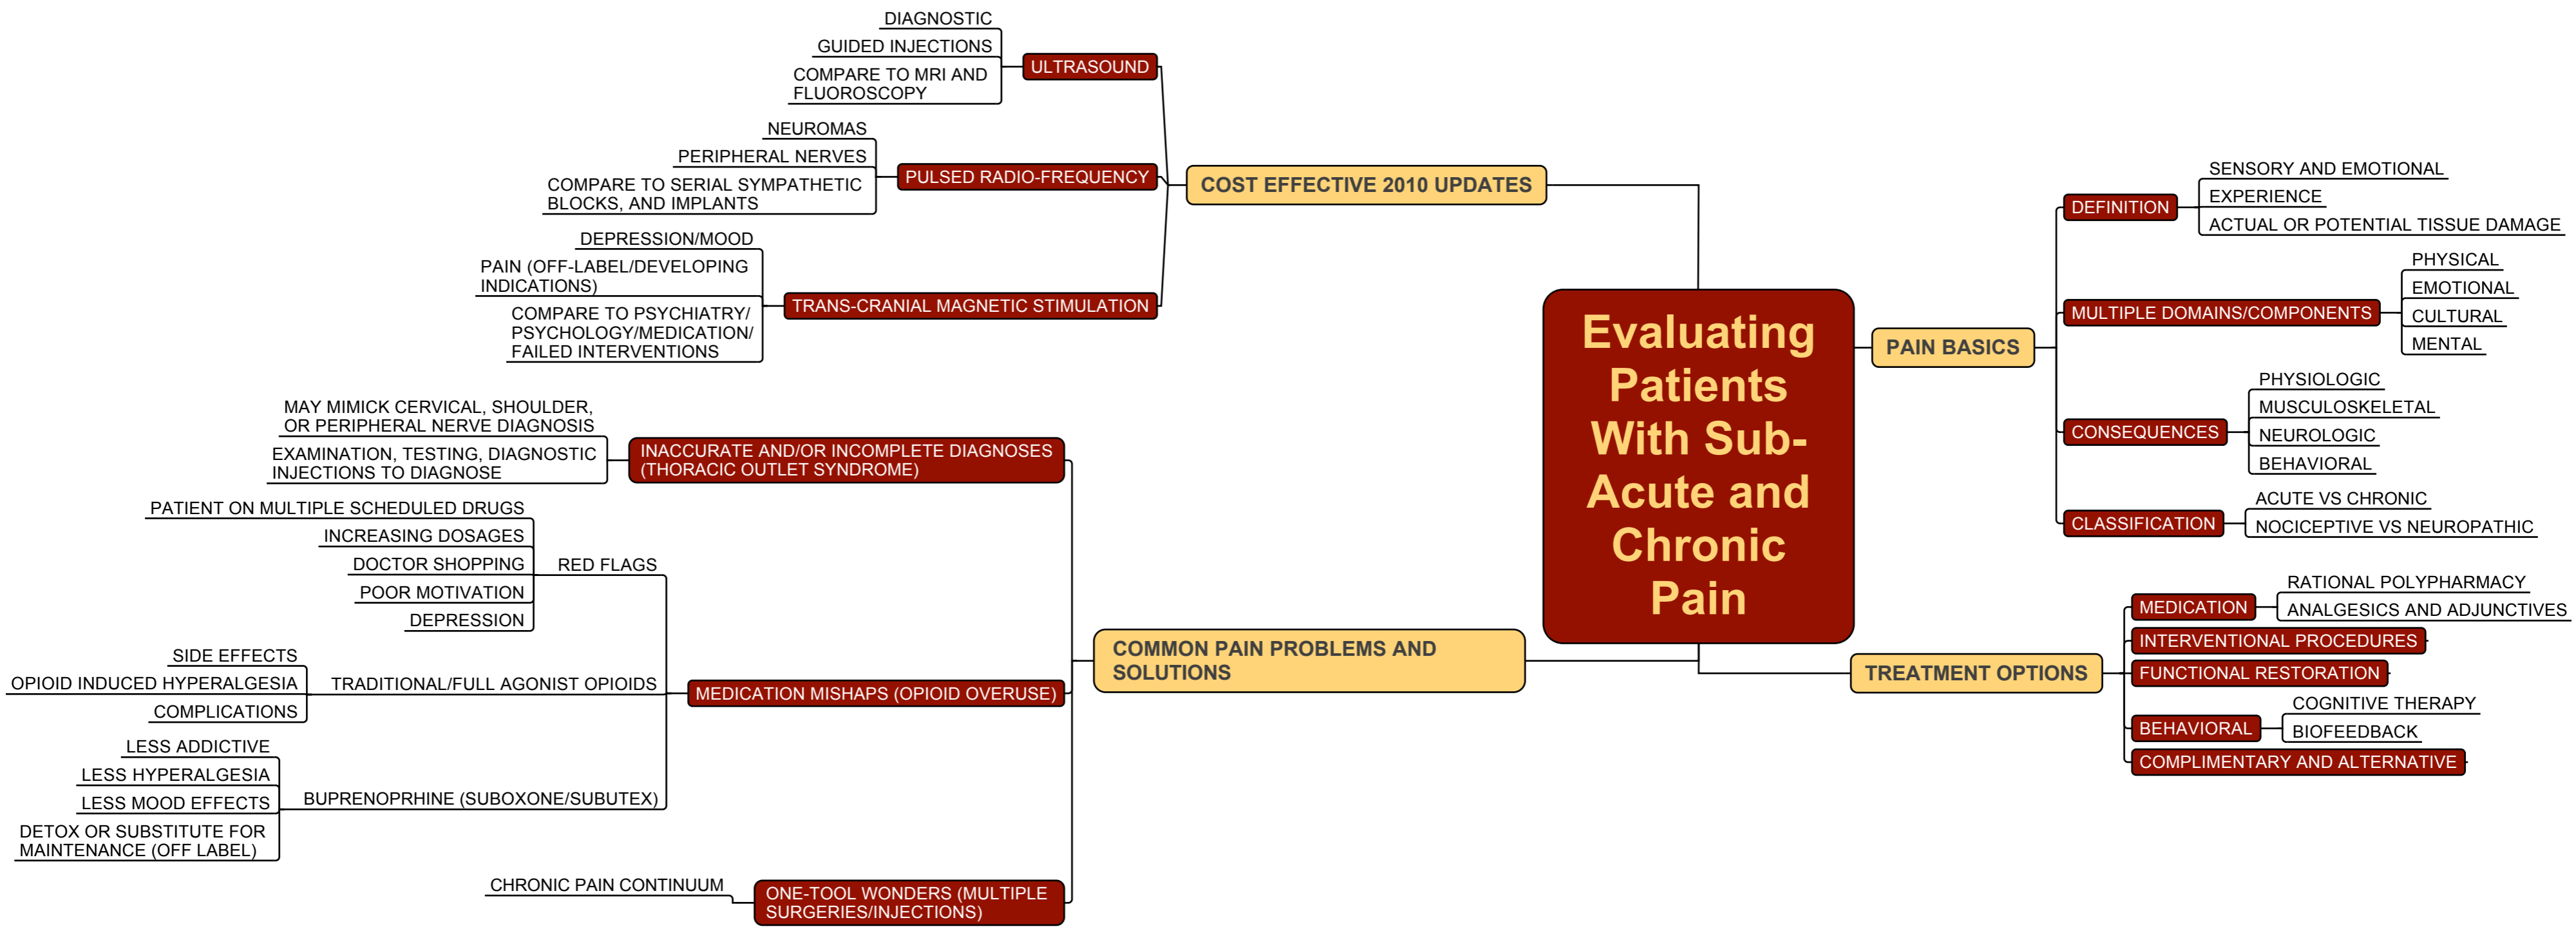 Evaluating
Patients
With Sub-
Acute and
Chronic
Pain
PAIN BASICS
DEFINITION
SENSORY AND EMOTIONAL
EXPERIENCE
ACTUAL OR POTENTIAL TISSUE DAMAGE
MULTIPLE DOMAINS/COMPONENTS
PHYSICAL
EMOTIONAL
CULTURAL
MENTAL
CONSEQUENCES
PHYSIOLOGIC
MUSCULOSKELETAL
NEUROLOGIC
BEHAVIORAL
CLASSIFICATION
ACUTE VS CHRONIC
NOCICEPTIVE VS NEUROPATHIC
TREATMENT OPTIONS
MEDICATION
RATIONAL POLYPHARMACY
ANALGESICS AND ADJUNCTIVES
INTERVENTIONAL PROCEDURES
FUNCTIONAL RESTORATION
BEHAVIORAL
COGNITIVE THERAPY
BIOFEEDBACK
COMPLIMENTARY AND ALTERNATIVE
COST EFFECTIVE 2010 UPDATES
ULTRASOUND
DIAGNOSTIC
GUIDED INJECTIONS
COMPARE TO MRI AND
FLUOROSCOPY
PULSED RADIO-FREQUENCY
NEUROMAS
PERIPHERAL NERVES
COMPARE TO SERIAL SYMPATHETIC
BLOCKS, AND IMPLANTS
TRANS-CRANIAL MAGNETIC STIMULATION
DEPRESSION/MOOD
PAIN (OFF-LABEL/DEVELOPING
INDICATIONS)
COMPARE TO PSYCHIATRY/
PSYCHOLOGY/MEDICATION/
FAILED INTERVENTIONS
COMMON PAIN PROBLEMS AND
SOLUTIONS
INACCURATE AND/OR INCOMPLETE DIAGNOSES
(THORACIC OUTLET SYNDROME)
MAY MIMICK CERVICAL, SHOULDER,
OR PERIPHERAL NERVE DIAGNOSIS
EXAMINATION, TESTING, DIAGNOSTIC
INJECTIONS TO DIAGNOSE
MEDICATION MISHAPS (OPIOID OVERUSE)
RED FLAGS
PATIENT ON MULTIPLE SCHEDULED DRUGS
INCREASING DOSAGES
DOCTOR SHOPPING
POOR MOTIVATION
DEPRESSION
TRADITIONAL/FULL AGONIST OPIOIDS
SIDE EFFECTS
OPIOID INDUCED HYPERALGESIA
COMPLICATIONS
BUPRENOPRHINE (SUBOXONE/SUBUTEX)
LESS ADDICTIVE
LESS HYPERALGESIA
LESS MOOD EFFECTS
DETOX OR SUBSTITUTE FOR
MAINTENANCE (OFF LABEL)
ONE-TOOL WONDERS (MULTIPLE
SURGERIES/INJECTIONS)
CHRONIC PAIN CONTINUUM